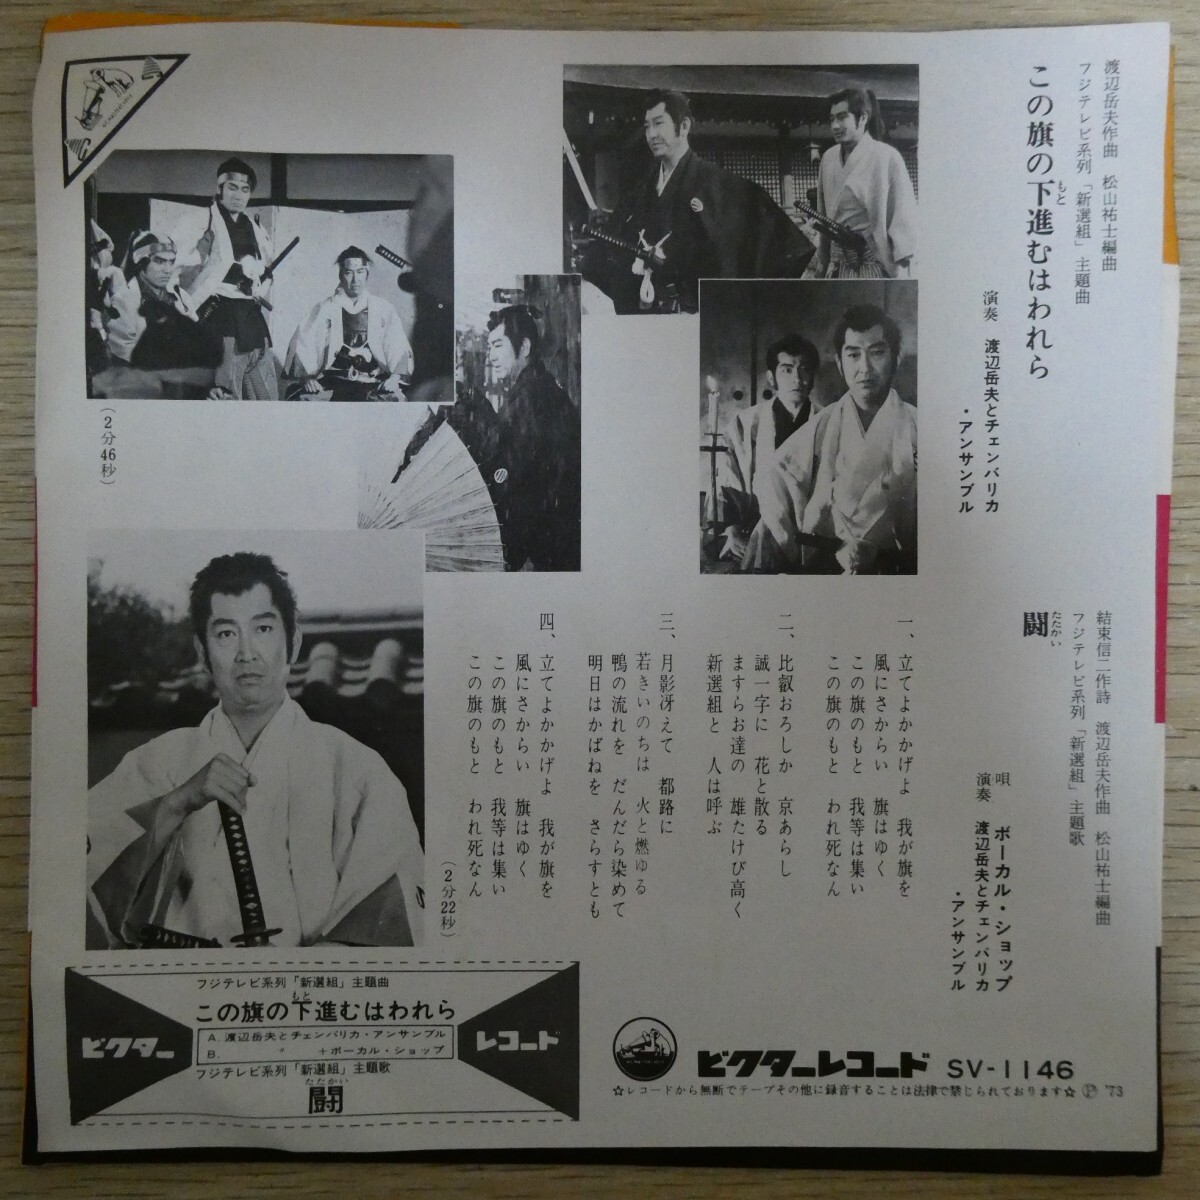 渡辺岳夫作曲　松山祐士編曲
フジテレビ系列「新選組」主題曲
この旗の下進むはわれら
もと
演奏　渡辺岳夫とチェンバリカ
・アンサンブル
（2分46秒）
結束信二作詩　渡辺岳夫作曲　松山祐士編曲
フジテレビ系列「新選組」主題歌
闘
たたかい
唄　ボーカル・ショップ
演奏　渡辺岳夫とチェンバリカ
・アンサンブル
一、立てよかかげよ　我が旗を
風にさからい　旗はゆく
この旗のもと　我等は集い
この旗のもと　われ死なん
二、比叡おろしか　京あらし
誠一字に　花と散る
ますらお達の　雄たけび高く
新選組と　人は呼ぶ
三、月影冴えて　都路に
若きいのちは　火と燃ゆる
鴨の流れを　だんだら染めて
明日はかばねを　さらすとも
四、立てよかかげよ　我が旗を
風にさからい　旗はゆく
この旗のもと　我等は集い
この旗のもと　われ死なん
（2分22秒）
フジテレビ系列「新選組」主題曲
もと
この旗の下進むはわれら
A. 渡辺岳夫とチェンバリカ・アンサンブル
B. 〃 +ボーカル・ショップ
フジテレビ系列「新選組」主題歌
たたかい
闘
ビクター
レコード
ビクターレコード SV-1146
☆レコードから無断でテープその他に録音することは法律で禁じられております☆ Ⓟ '73